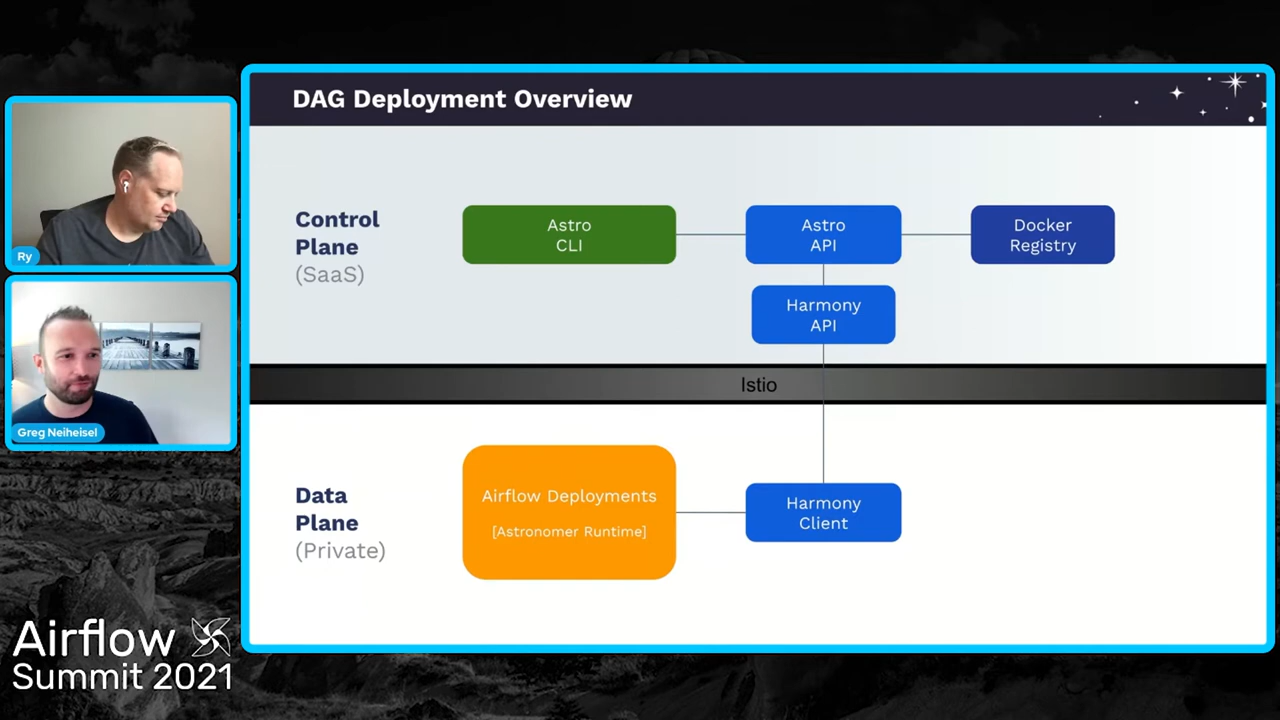 DAG Deployment Overview
Control
Plane
(SaaS)
Astro
CLI
Astro
API
Docker
Registry
Harmony
API
Istio
Data
Plane
(Private)
Airflow Deployments
[Astronomer Runtime]
Harmony
Client
Ry
Greg Neiheisel
Airflow
Summit 2021